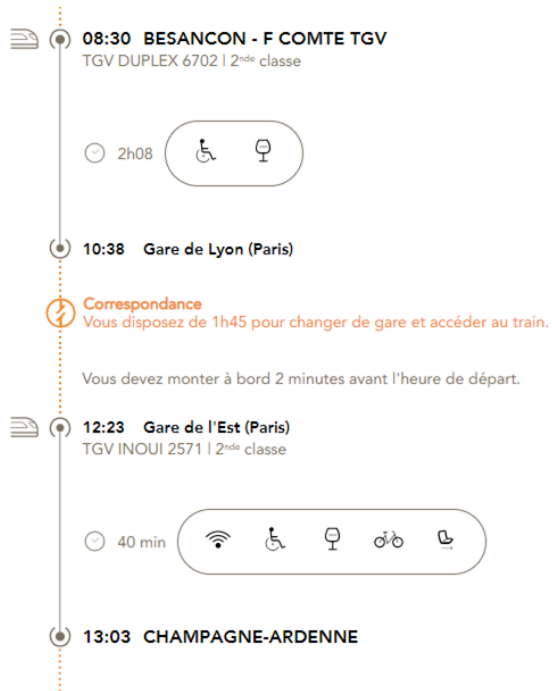 08:30 BESANCON - F COMTE TGV
TGV DUPLEX 6702 | 2nde classe
2h08
10:38 Gare de Lyon (Paris)
Correspondance
Vous disposez de 1h45 pour changer de gare et accéder au train.
Vous devez monter à bord 2 minutes avant l'heure de départ.
12:23 Gare de l'Est (Paris)
TGV INOUI 2571 | 2nde classe
40 min
13:03 CHAMPAGNE-ARDENNE